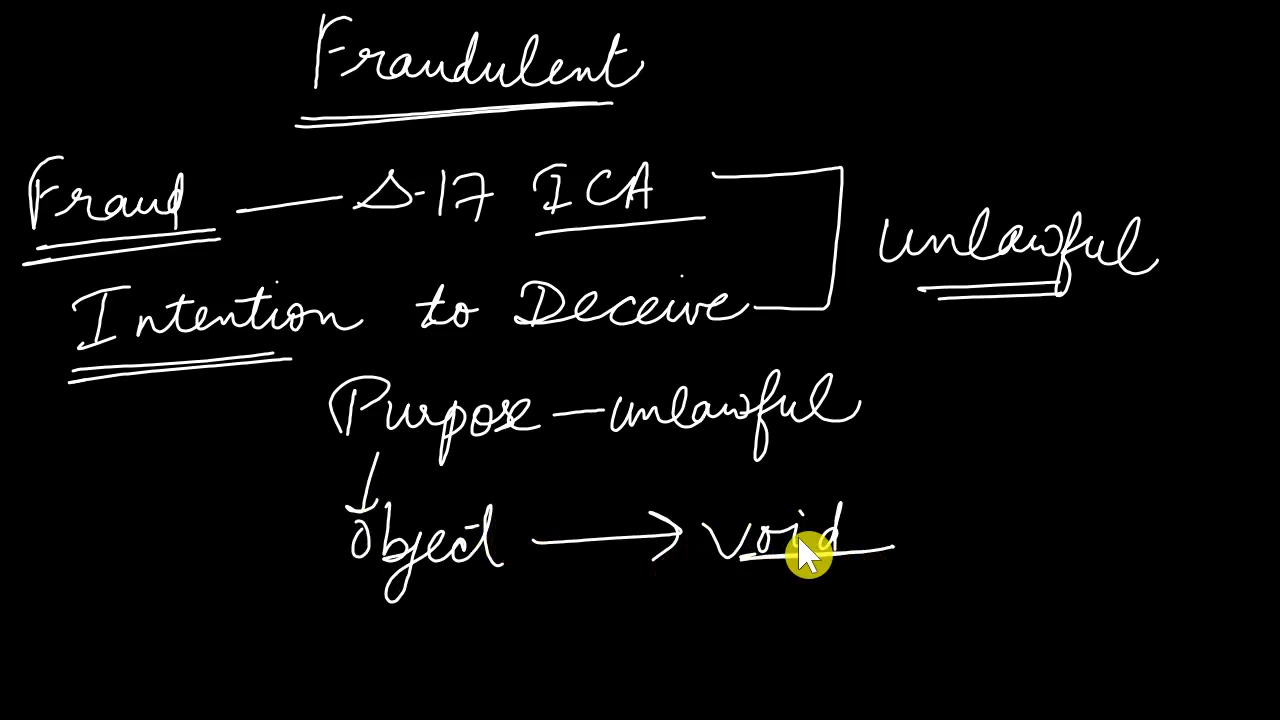 Fraudulent
Fraud — S-17 ICA
unlawful
Intention to Deceive
Purpose — unlawful
↓
Object → void